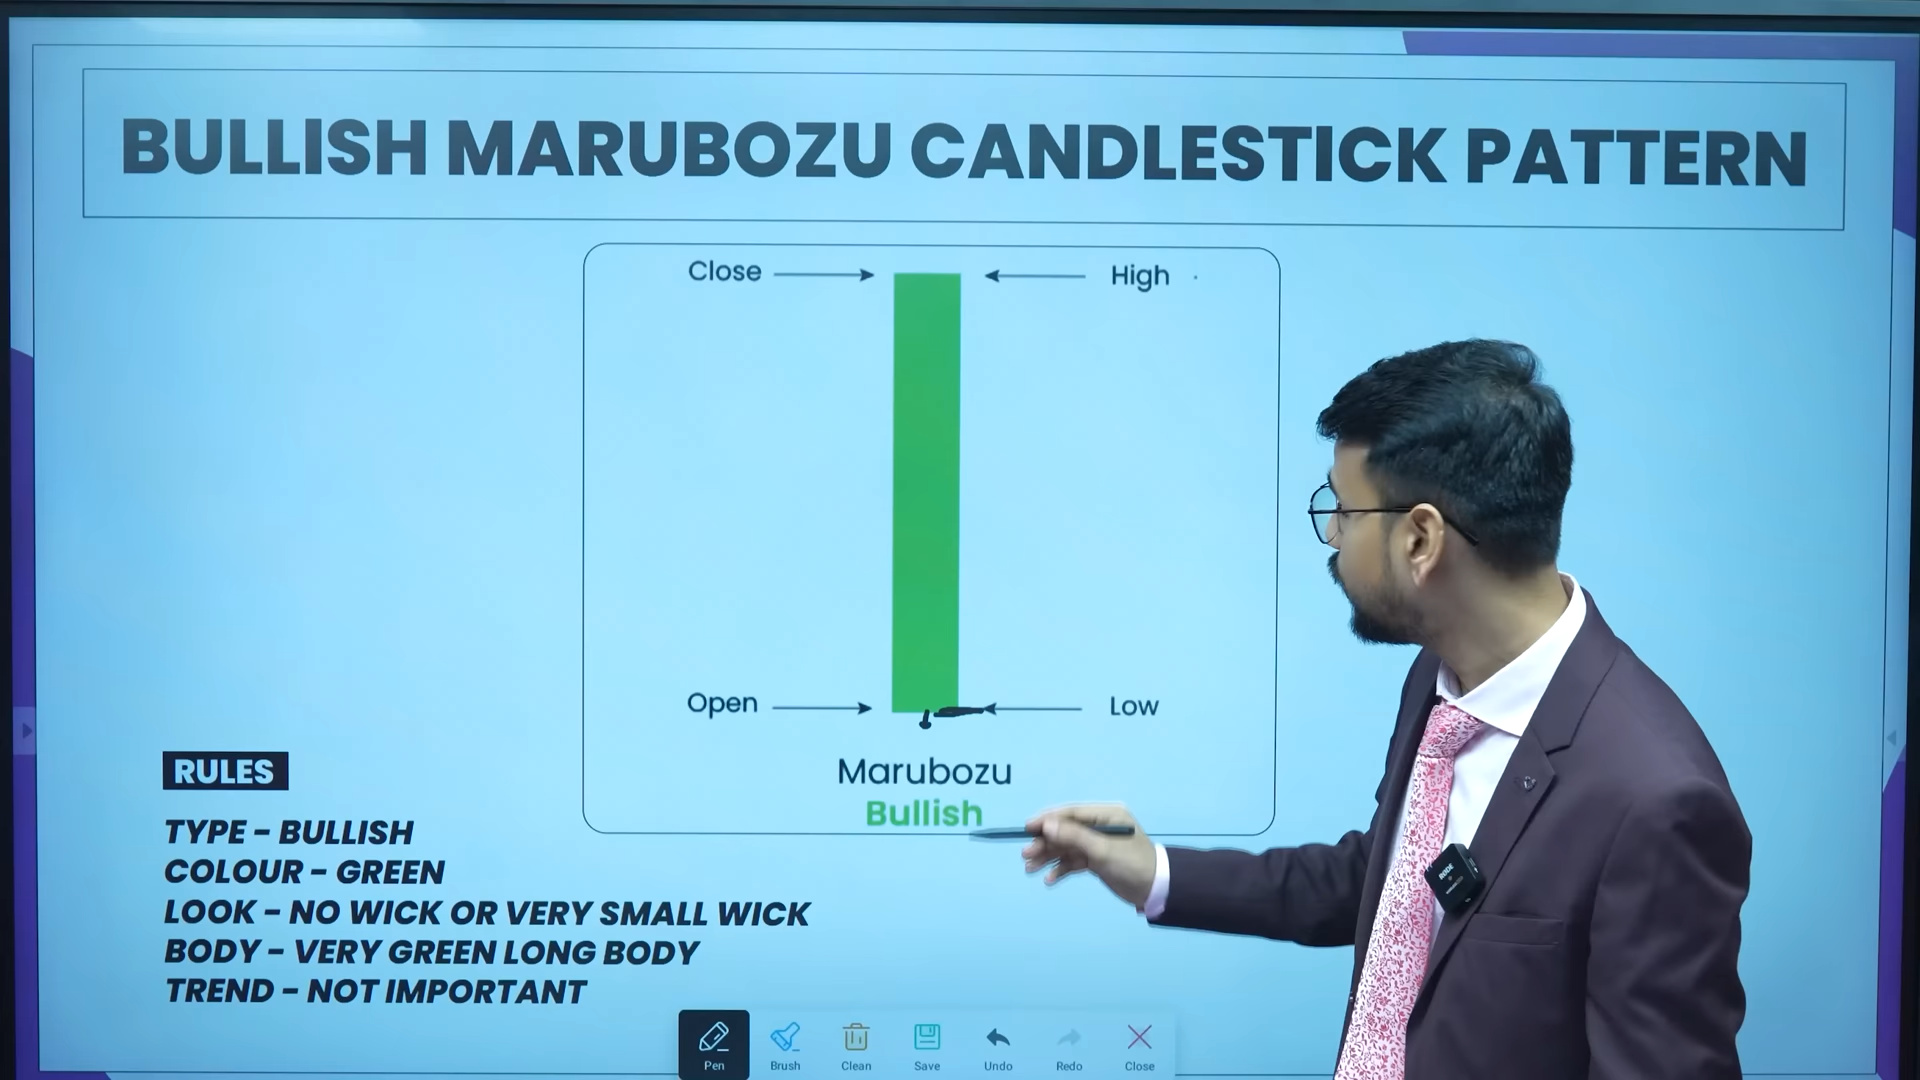 BULLISH MARUBOZU CANDLESTICK PATTERN
Close
High
Open
Low
Marubozu
Bullish
RULES
TYPE – BULLISH
COLOUR – GREEN
LOOK – NO WICK OR VERY SMALL WICK
BODY – VERY GREEN LONG BODY
TREND – NOT IMPORTANT
Pen
Brush
Clean
Save
Undo
Redo
Close
RØDE